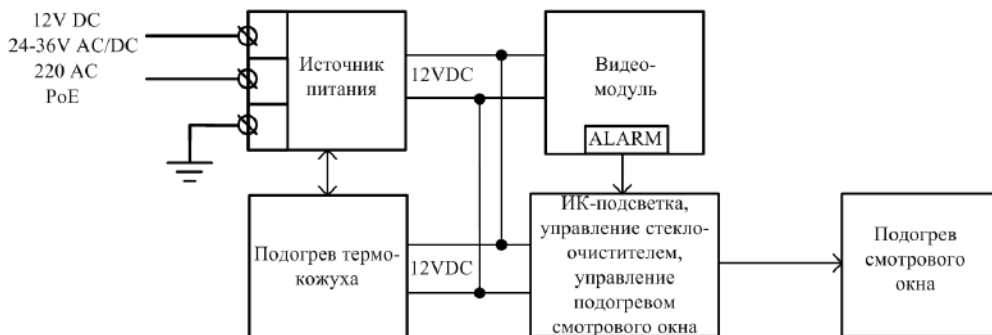 12V DC
24-36V AC/DC
220 AC
PoE
Источник
питания
12VDC
Видео-
модуль
ALARM
Подогрев термо-
кожуха
12VDC
ИК-подсветка,
управление стекло-
очистителем,
управление
подогревом
смотрового окна
Подогрев
смотрового
окна